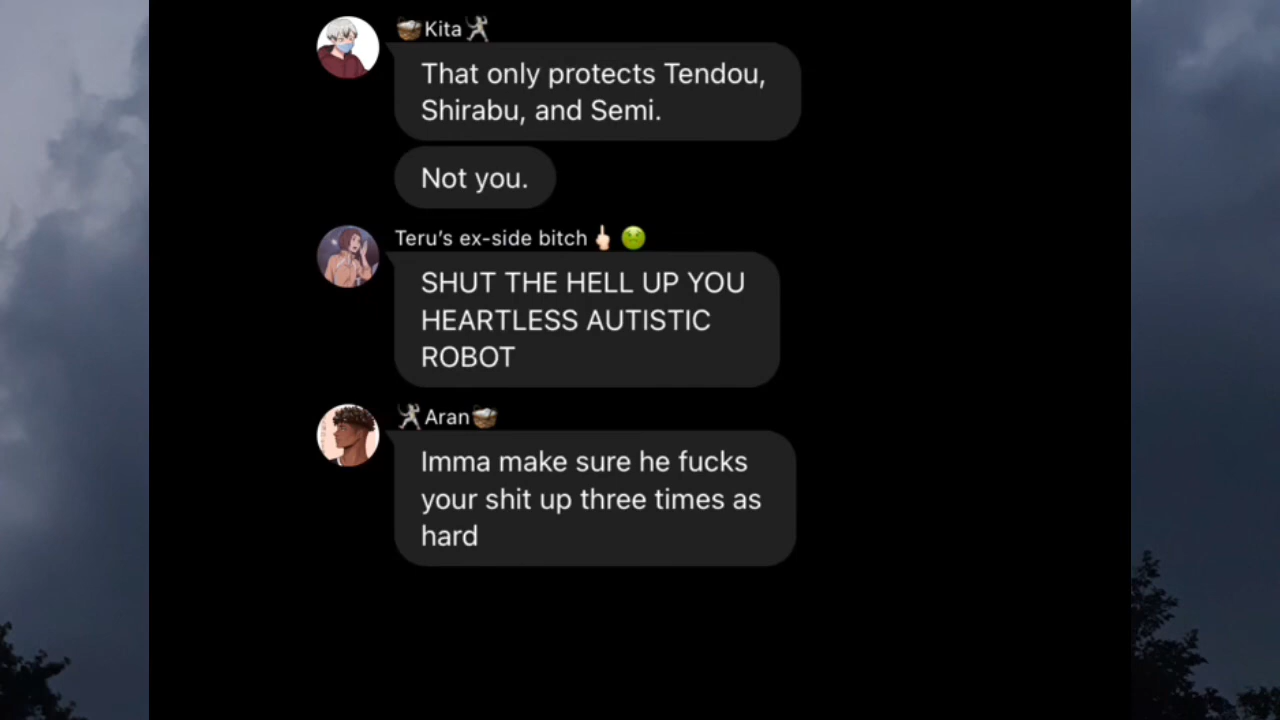 🧺Kita🤾🏻
That only protects Tendou,
Shirabu, and Semi.
Not you.
Teru’s ex-side bitch🖕🏻🤢
SHUT THE HELL UP YOU
HEARTLESS AUTISTIC
ROBOT
🤾🏻Aran🧺
Imma make sure he fucks
your shit up three times as
hard